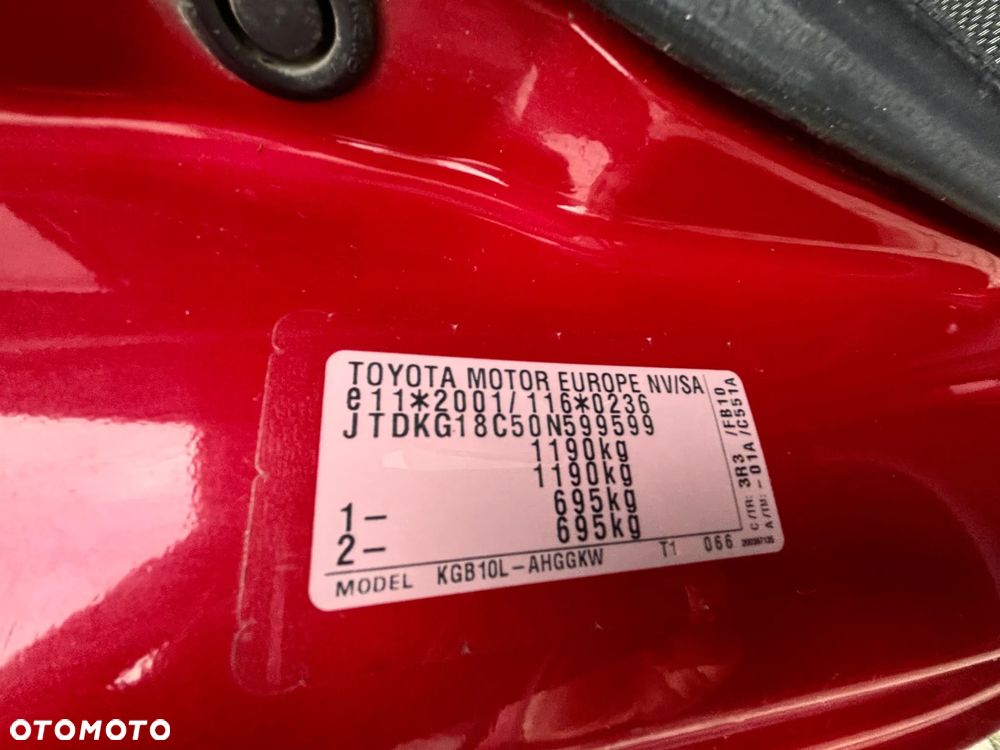 TOYOTA MOTOR EUROPE NV/SA
e11*2001/116*0236
JTDKG18C50N599599
1190kg
1190kg
1- 695kg
2- 695kg
MODEL KGB10L-AHGGKW T1 066
C/TR: 3R3 /FB10
A/TM: -01A /C551A
OTOMOTO